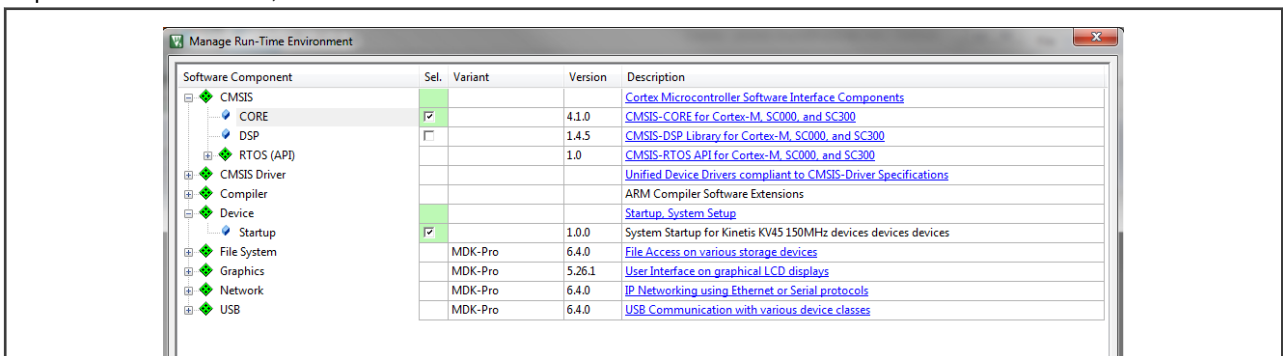 Manage Run-Time Environment
Software Component Sel. Variant Version Description
CMSIS Cortex Microcontroller Software Interface Components
CORE 4.1.0 CMSIS-CORE for Cortex-M, SC000, and SC300
DSP 1.4.5 CMSIS-DSP Library for Cortex-M, SC000, and SC300
RTOS (API) 1.0 CMSIS-RTOS API for Cortex-M, SC000, and SC300
CMSIS Driver Unified Device Drivers compliant to CMSIS-Driver Specifications
Compiler ARM Compiler Software Extensions
Device Startup, System Setup
Startup 1.0.0 System Startup for Kinetis KV45 150MHz devices devices devices
File System MDK-Pro 6.4.0 File Access on various storage devices
Graphics MDK-Pro 5.26.1 User Interface on graphical LCD displays
Network MDK-Pro 6.4.0 IP Networking using Ethernet or Serial protocols
USB MDK-Pro 6.4.0 USB Communication with various device classes